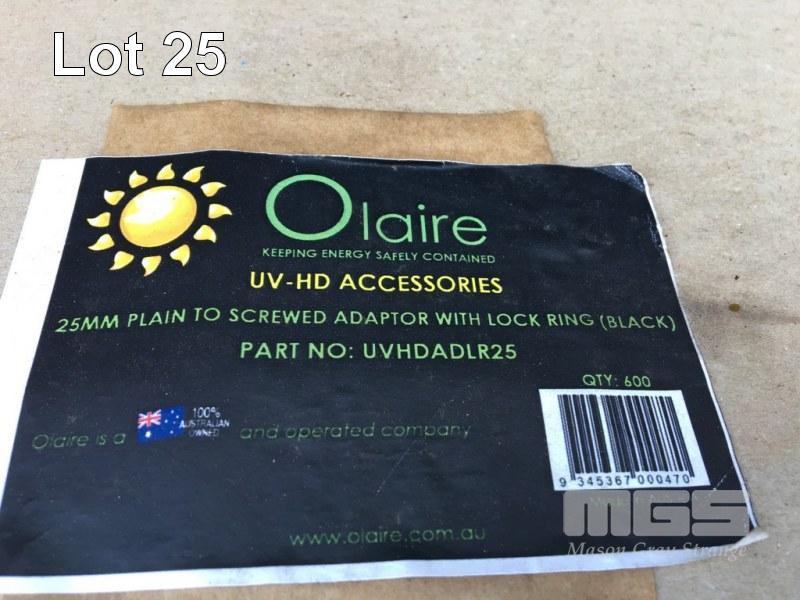 Lot 25
Olaire
KEEPING ENERGY SAFELY CONTAINED
UV-HD ACCESSORIES
25MM PLAIN TO SCREWED ADAPTOR WITH LOCK RING (BLACK)
PART NO: UVHDADLR25
QTY: 600
Olaire is a 100% AUSTRALIAN OWNED and operated company
9 345367 000470
MGS
Mason Gray Strange
www.olaire.com.au